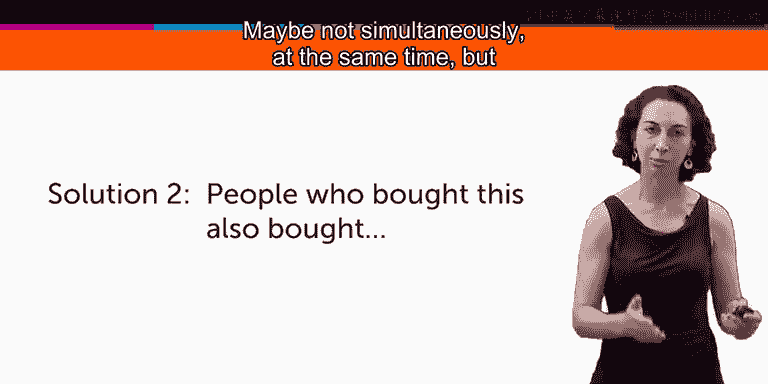 Maybe not simultaneously,
at the same time, but
Solution 2: People who bought this
also bought...